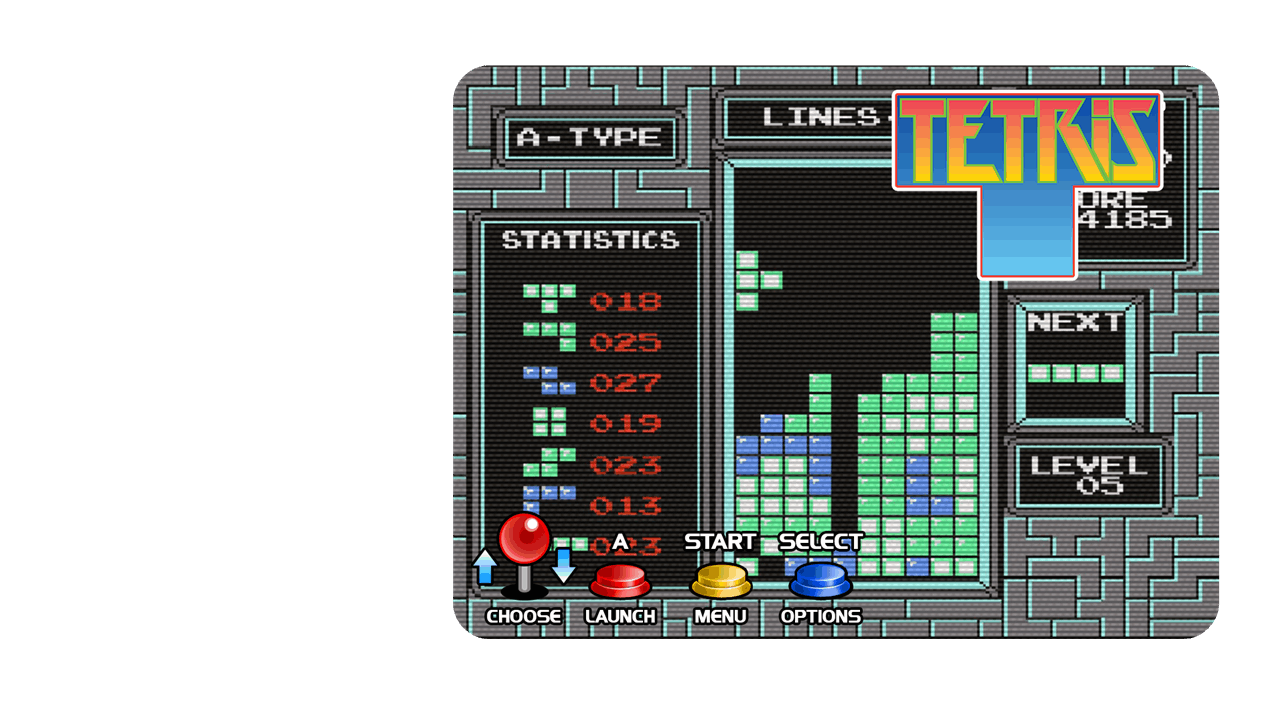 A-TYPE
LINES-
TETRIS
ORE
4185
STATISTICS
018
025
027
019
023
013
NEXT
LEVEL
05
A
START
SELECT
CHOOSE
LAUNCH
MENU
OPTIONS